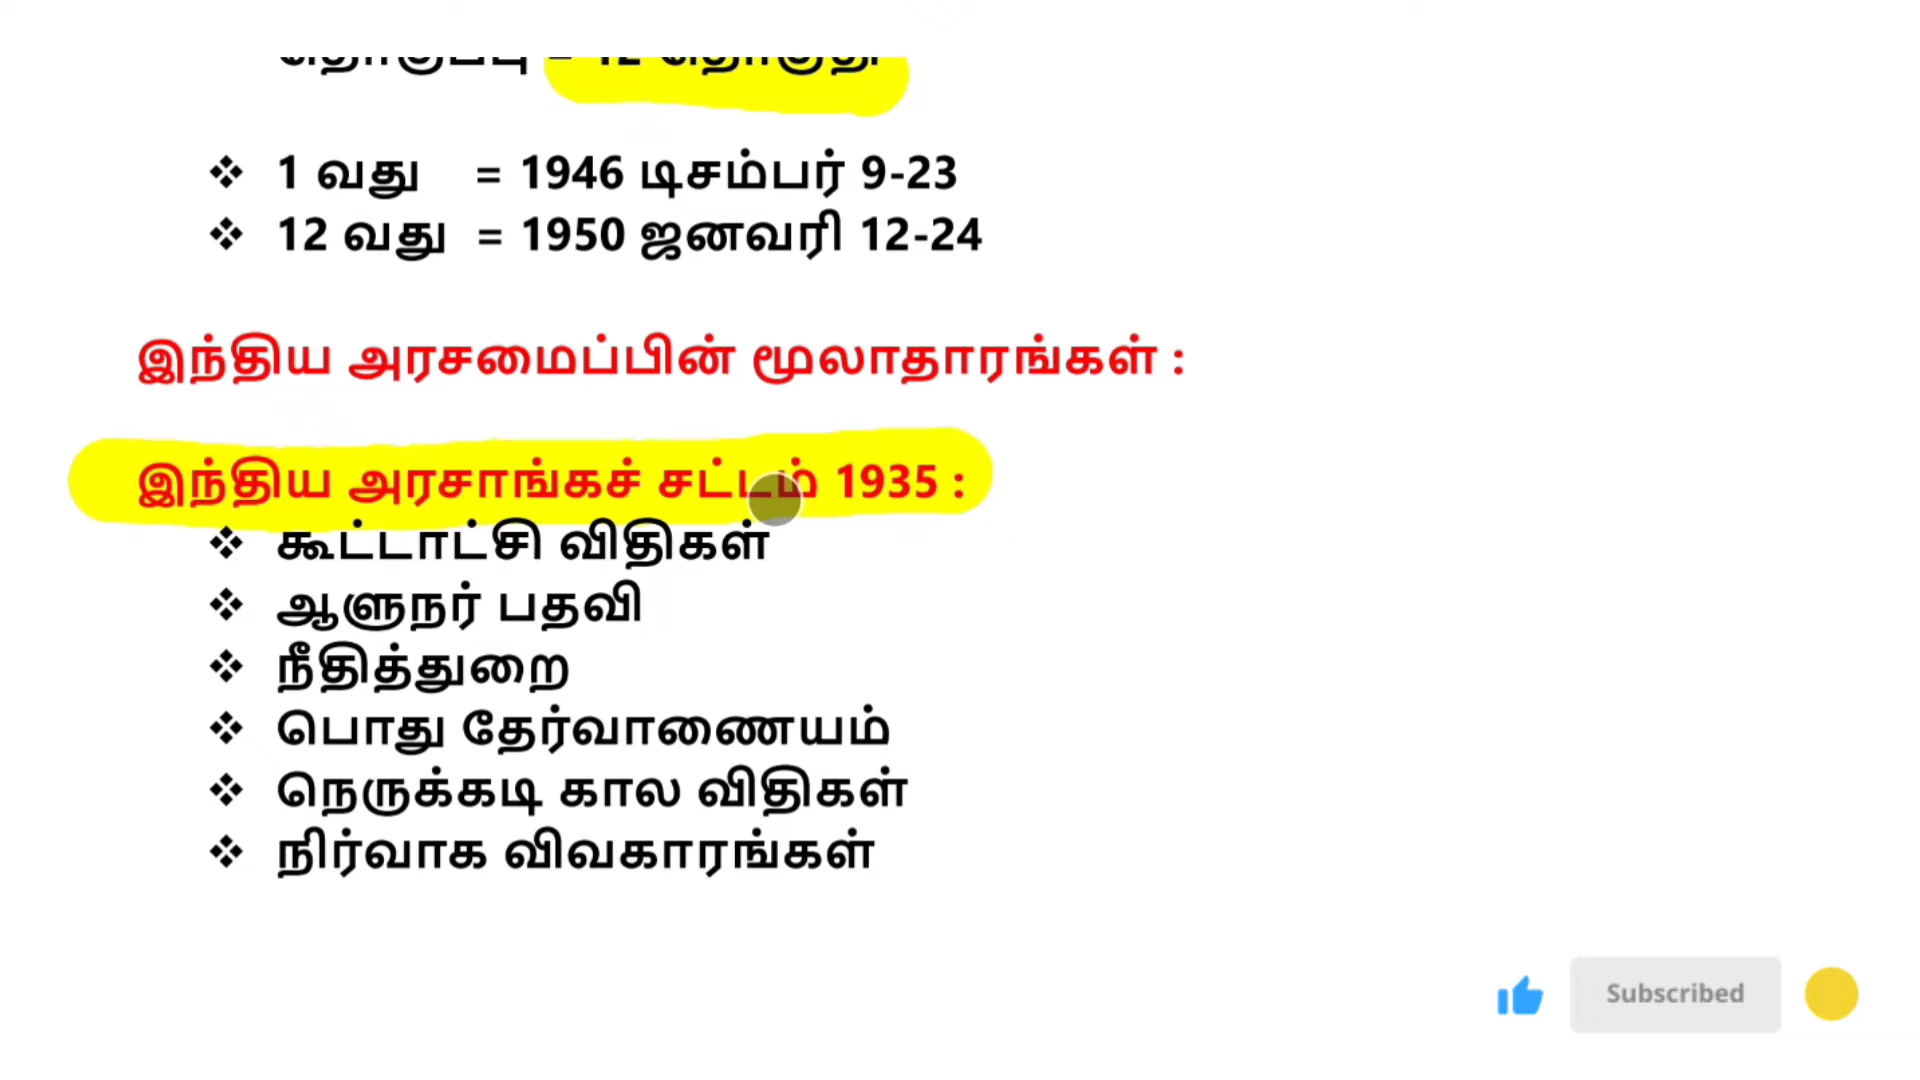 = 12 தொகுதி
❖ 1 வது = 1946 டிசம்பர் 9-23
❖ 12 வது = 1950 ஜனவரி 12-24
இந்திய அரசமைப்பின் மூலாதாரங்கள் :
இந்திய அரசாங்கச் சட்டம் 1935 :
❖ கூட்டாட்சி விதிகள்
❖ ஆளுநர் பதவி
❖ நீதித்துறை
❖ பொது தேர்வாணையம்
❖ நெருக்கடி கால விதிகள்
❖ நிர்வாக விவகாரங்கள்
Subscribed